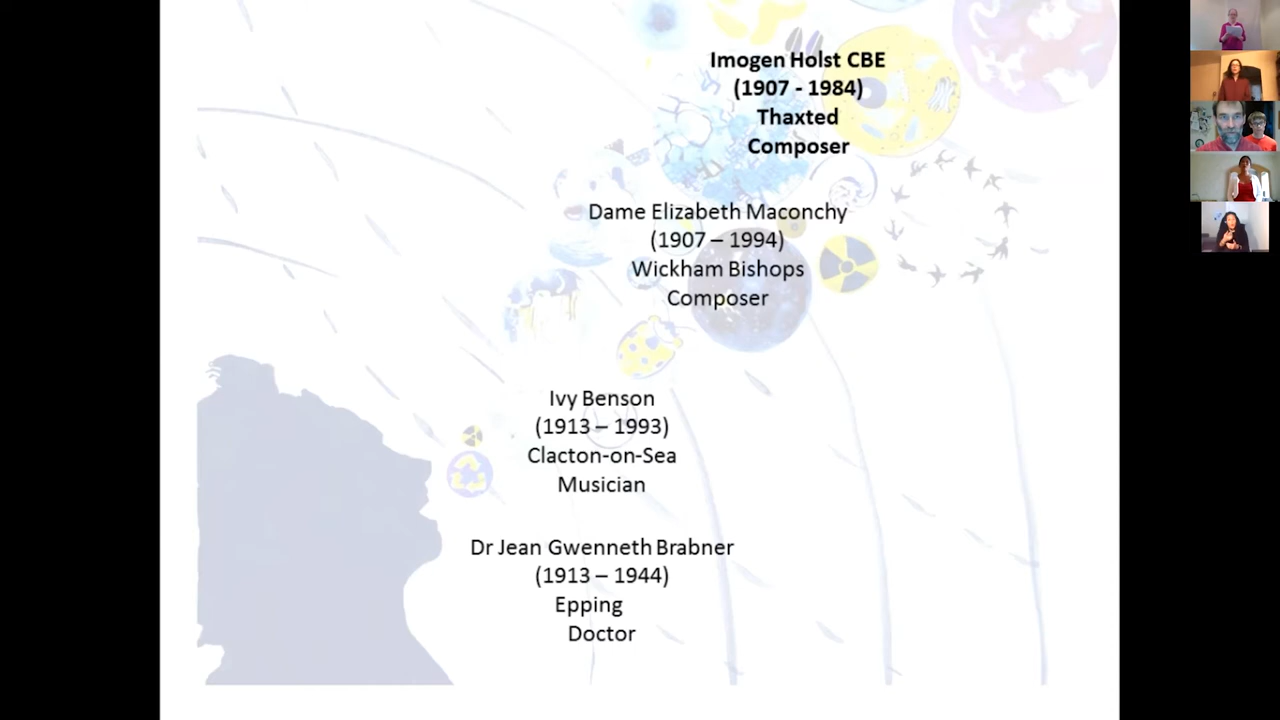 Imogen Holst CBE
(1907 - 1984)
Thaxted
Composer
Dame Elizabeth Maconchy
(1907 – 1994)
Wickham Bishops
Composer
Ivy Benson
(1913 – 1993)
Clacton-on-Sea
Musician
Dr Jean Gwenneth Brabner
(1913 – 1944)
Epping
Doctor